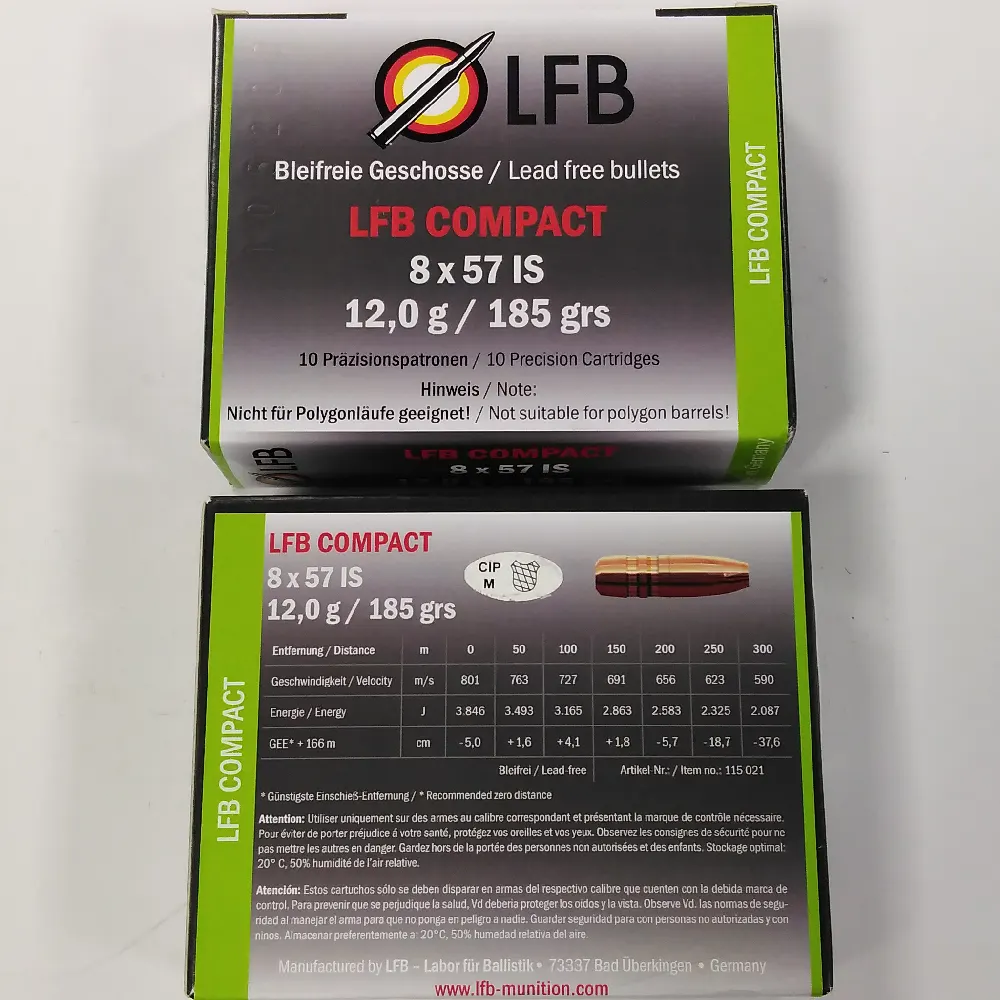 LFB
Bleifreie Geschosse / Lead free bullets
LFB COMPACT
8 x 57 IS
12,0 g / 185 grs
10 Präzisionspatronen / 10 Precision Cartridges
Hinweis / Note:
Nicht für Polygonläufe geeignet! / Not suitable for polygon barrels!
LFB COMPACT
LFB
LFB COMPACT
8 x 57 IS
Germany
LFB COMPACT
LFB COMPACT
8 x 57 IS
12,0 g / 185 grs
CIP
M
Entfernung / Distance m 0 50 100 150 200 250 300
Geschwindigkeit / Velocity m/s 801 763 727 691 656 623 590
Energie / Energy J 3.846 3.493 3.165 2.863 2.583 2.325 2.087
GEE* + 166 m cm -5,0 +1,6 +4,1 +1,8 -5,7 -18,7 -37,6
Bleifrei / Lead-free Artikel-Nr.: / Item no.: 115 021
* Günstigste Einschieß-Entfernung / * Recommended zero distance
Attention: Utiliser uniquement sur des armes au calibre correspondant et présentant la marque de contrôle nécessaire.
Pour éviter de porter préjudice á votre santé, protégez vos oreilles et vos yeux. Observez les consignes de sécurité pour ne
pas mettre les autres en danger. Gardez hors de la portée des personnes non autorisées et des enfants. Stockage optimal:
20° C, 50% humidité de l'air relative.
Atención: Estos cartuchos sólo se deben disparar en armas del respectivo calibre que cuenten con la debida marca de
control. Para prevenir que se perjudique la salud, Vd deberia proteger los oídos y la vista. Observe Vd. las normas de segu-
ridad al manejar el arma para que no ponga en peligro a nadie. Guardar seguridad para con personas no autorizadas y con
ninos. Almacenar preferentemente a: 20°C, 50% humedad relativa del aire.
Manufactured by LFB – Labor für Ballistik • 73337 Bad Überkingen • Germany
www.lfb-munition.com